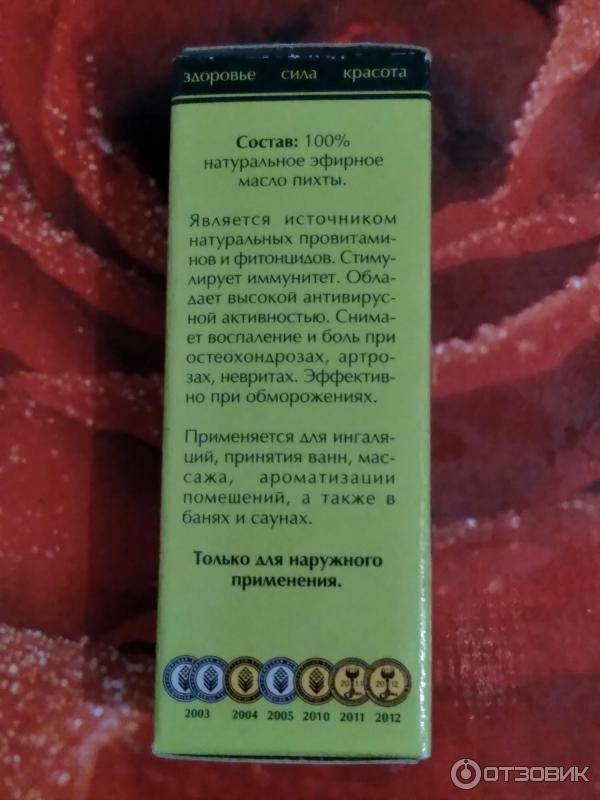 здоровье сила красота
Состав: 100%
натуральное эфирное
масло пихты.
Является источником
натуральных провитами-
нов и фитонцидов. Стиму-
лирует иммунитет. Обла-
дает высокой антивирус-
ной активностью. Снима-
ет воспаление и боль при
остеохондрозах, артро-
зах, невритах. Эффектив-
но при обморожениях.
Применяется для ингаля-
ций, принятия ванн, мас-
сажа, ароматизации
помещений, а также в
банях и саунах.
Только для наружного
применения.
2003 2004 2005 2010 2011 2012
ОТЗОВИК